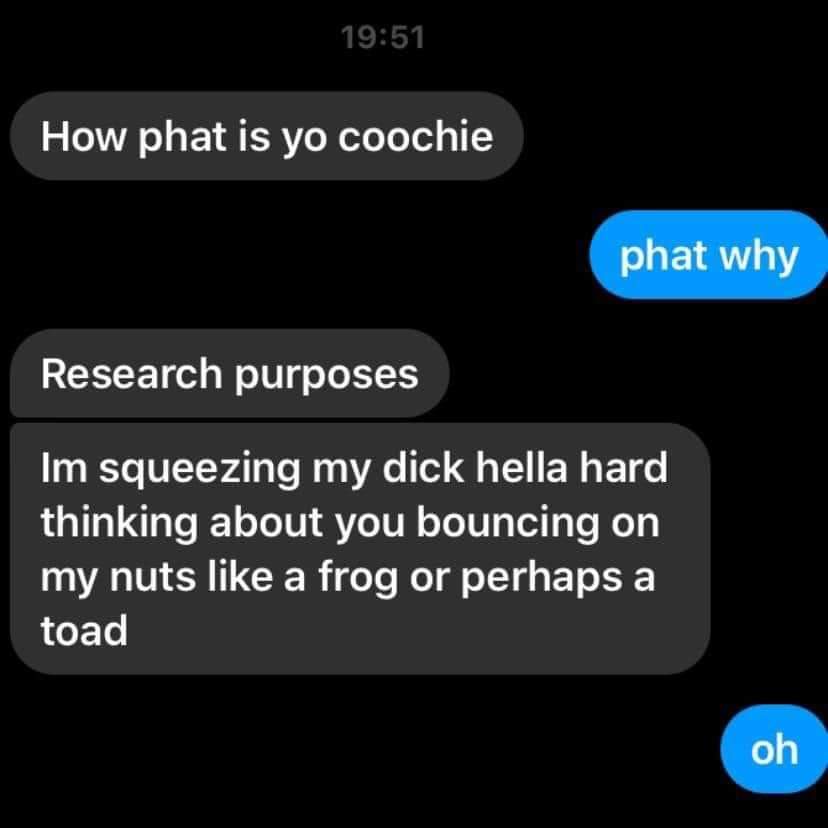 19:51
How phat is yo coochie
phat why
Research purposes
Im squeezing my dick hella hard
thinking about you bouncing on
my nuts like a frog or perhaps a
toad
oh